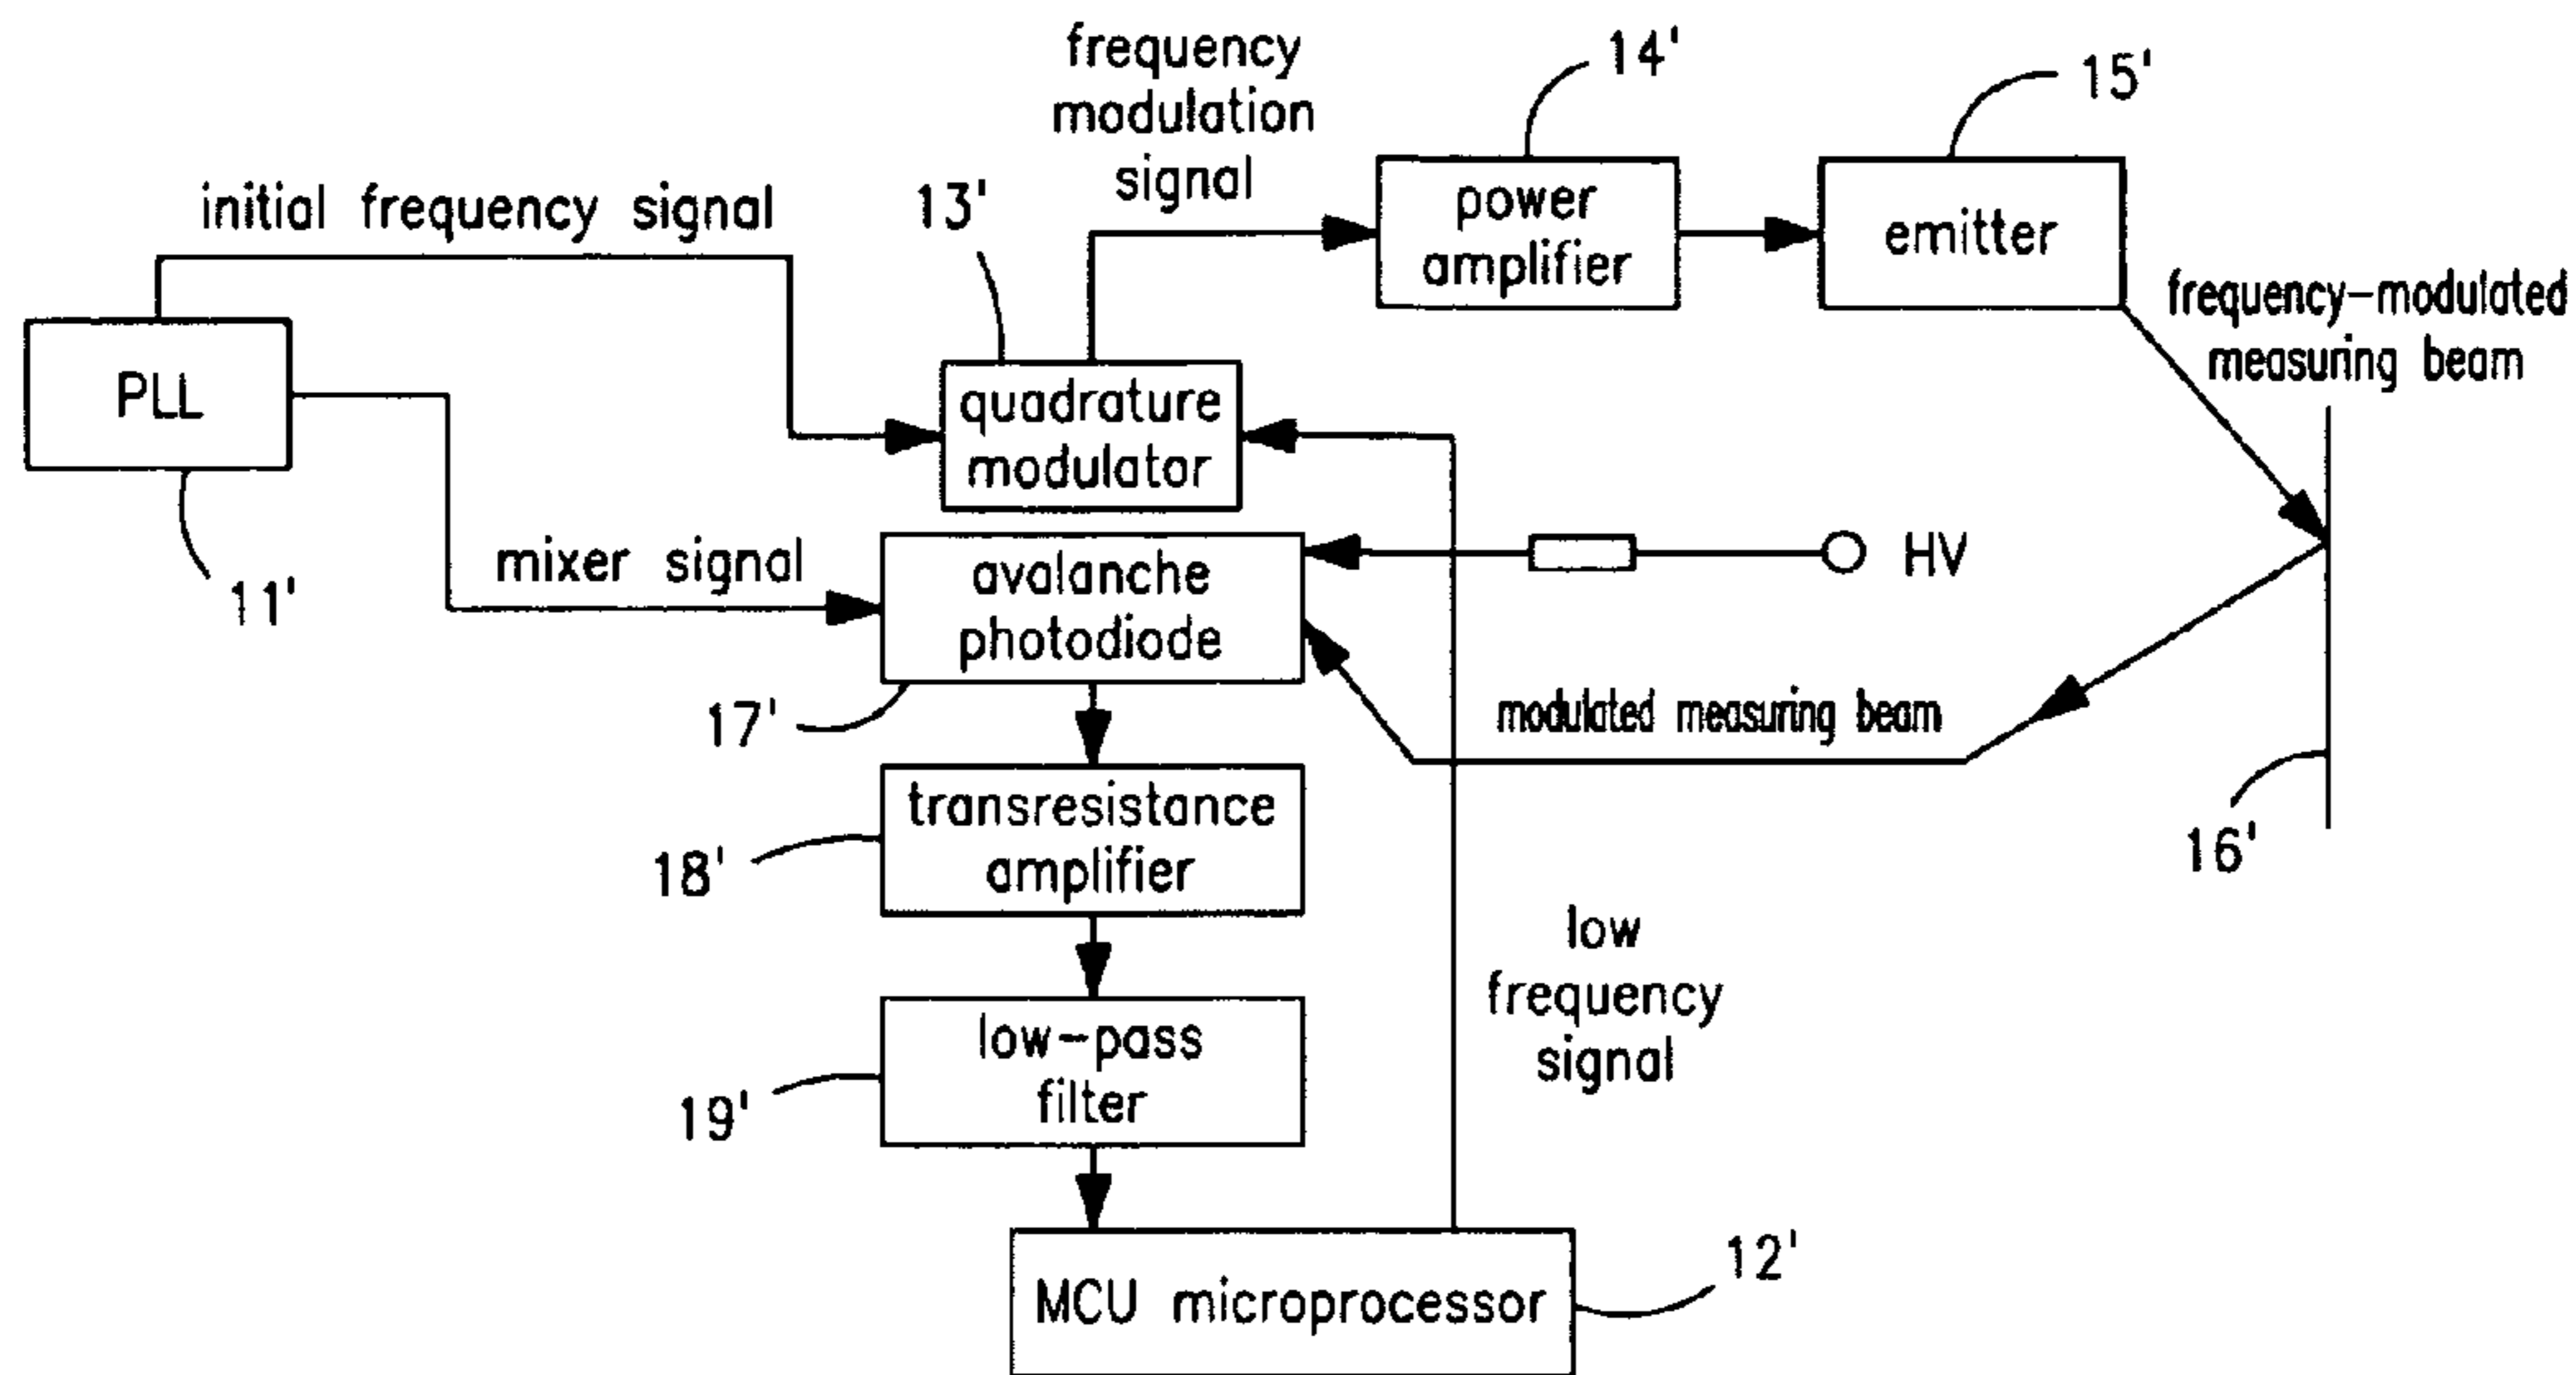 frequency
modulation
signal
14'
15'
initial frequency signal
13'
power
amplifier
emitter
frequency-modulated
measuring beam
PLL
quadrature
modulator
11'
mixer signal
avalanche
photodiode
HV
17'
modulated measuring beam
transresistance
amplifier
18'
16'
low
frequency
signal
low-pass
filter
19'
MCU microprocessor
12'